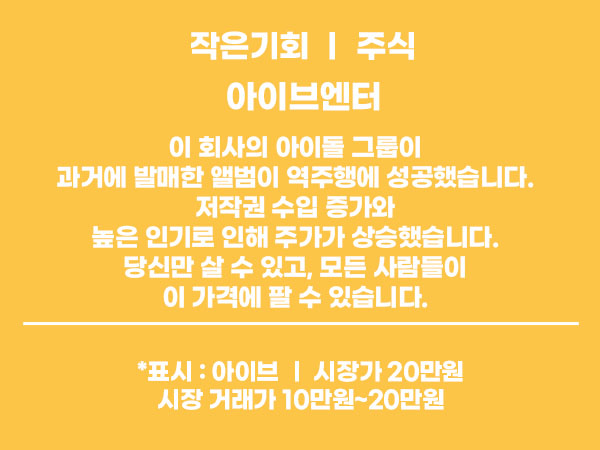 작은기회 ㅣ 주식
아이브엔터
이 회사의 아이돌 그룹이
과거에 발매한 앨범이 역주행에 성공했습니다.
저작권 수입 증가와
높은 인기로 인해 주가가 상승했습니다.
당신만 살 수 있고, 모든 사람들이
이 가격에 팔 수 있습니다.
*표시 : 아이브 ㅣ 시장가 20만원
시장 거래가 10만원~20만원